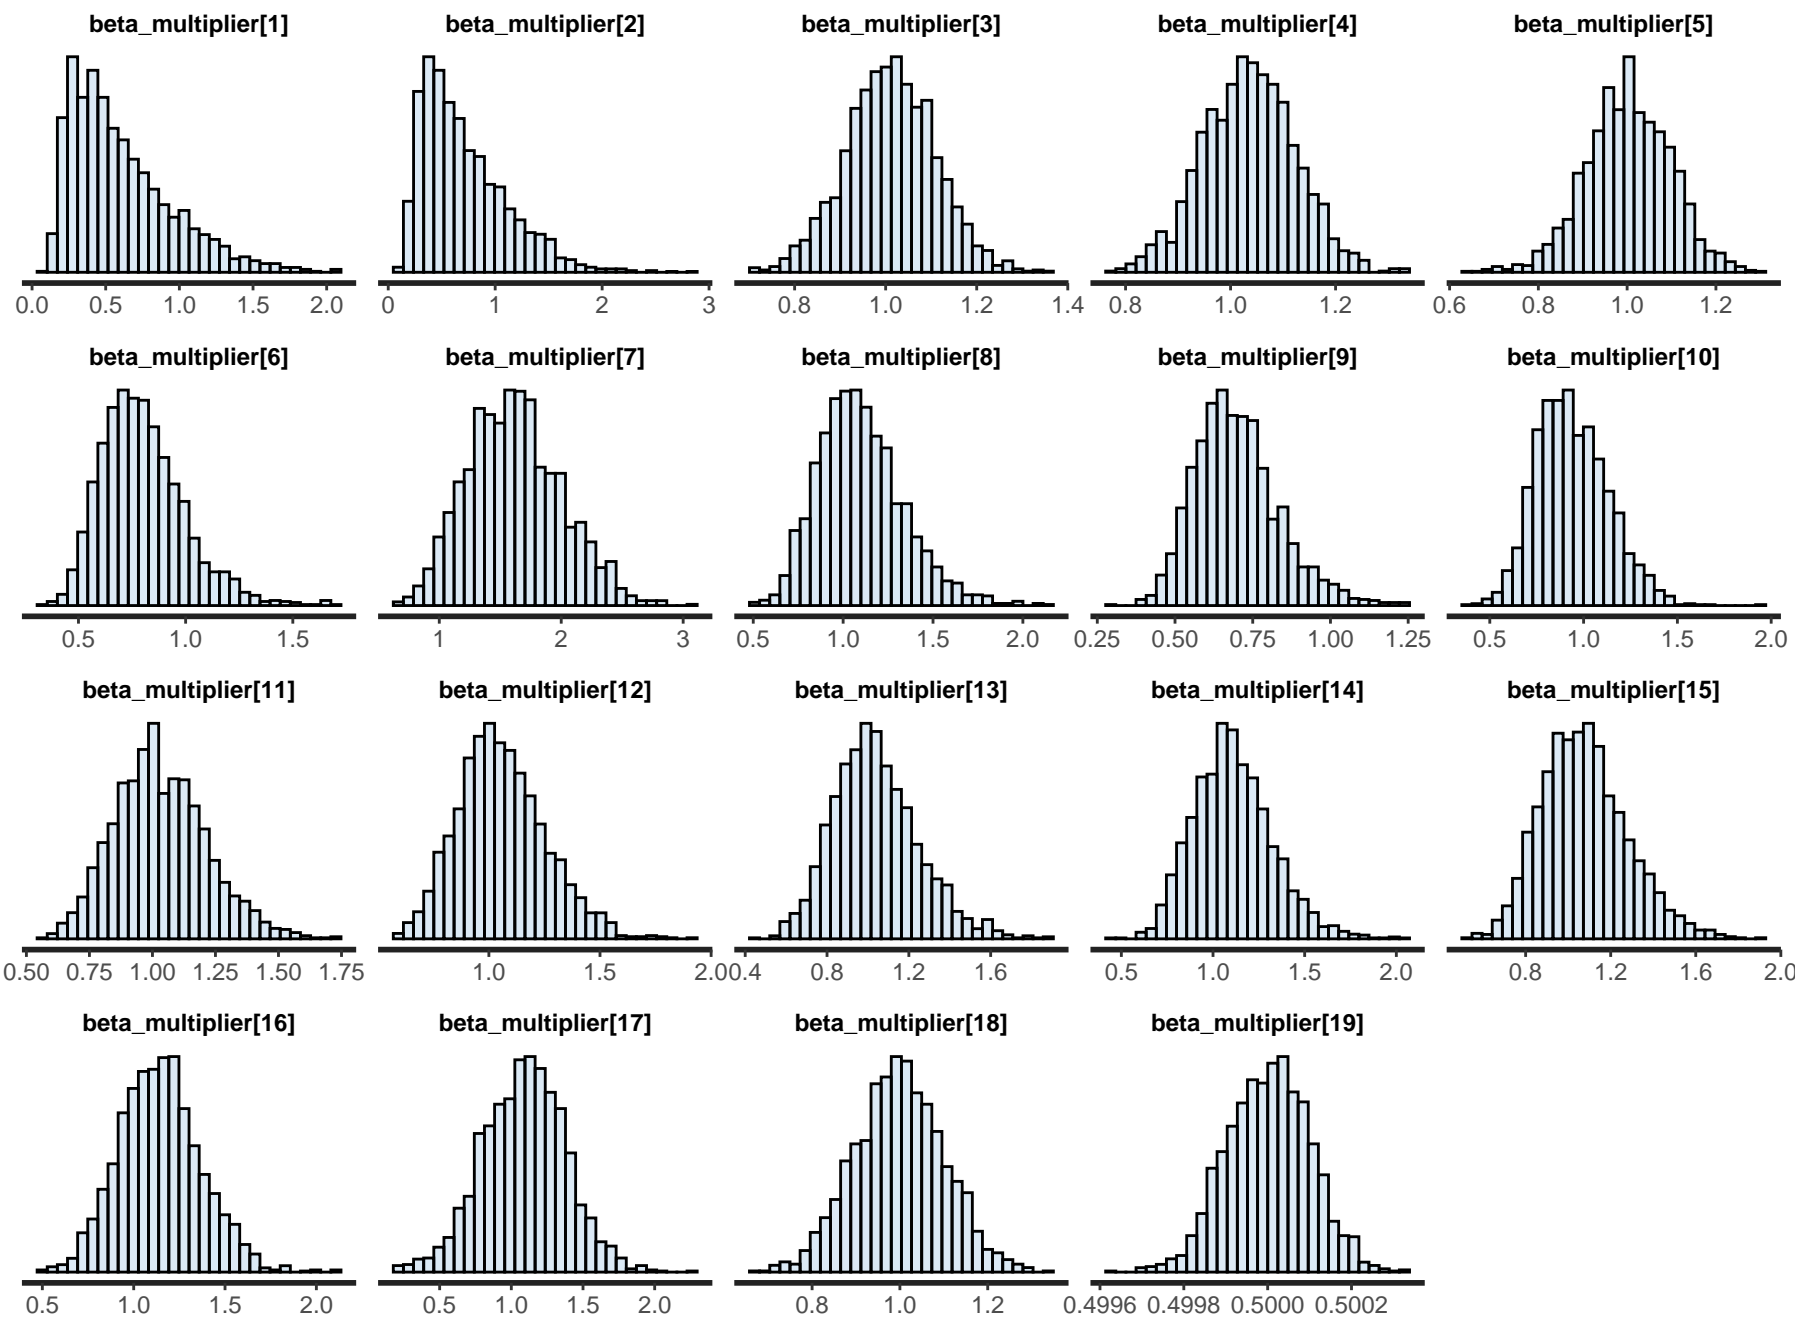 beta_multiplier[1] beta_multiplier[2] beta_multiplier[3] beta_multiplier[4] beta_multiplier[5]
0.0 0.5 1.0 1.5 2.0 0 1 2 3 0.8 1.0 1.2 1.4 0.8 1.0 1.2 0.6 0.8 1.0 1.2
beta_multiplier[6] beta_multiplier[7] beta_multiplier[8] beta_multiplier[9] beta_multiplier[10]
0.5 1.0 1.5 1 2 3 0.5 1.0 1.5 2.0 0.25 0.50 0.75 1.00 1.25 0.5 1.0 1.5 2.0
beta_multiplier[11] beta_multiplier[12] beta_multiplier[13] beta_multiplier[14] beta_multiplier[15]
0.50 0.75 1.00 1.25 1.50 1.75 1.0 1.5 2.0 0.4 0.8 1.2 1.6 0.5 1.0 1.5 2.0 0.8 1.2 1.6 2.0
beta_multiplier[16] beta_multiplier[17] beta_multiplier[18] beta_multiplier[19]
0.5 1.0 1.5 2.0 0.5 1.0 1.5 2.0 0.8 1.0 1.2 0.4996 0.4998 0.5000 0.5002